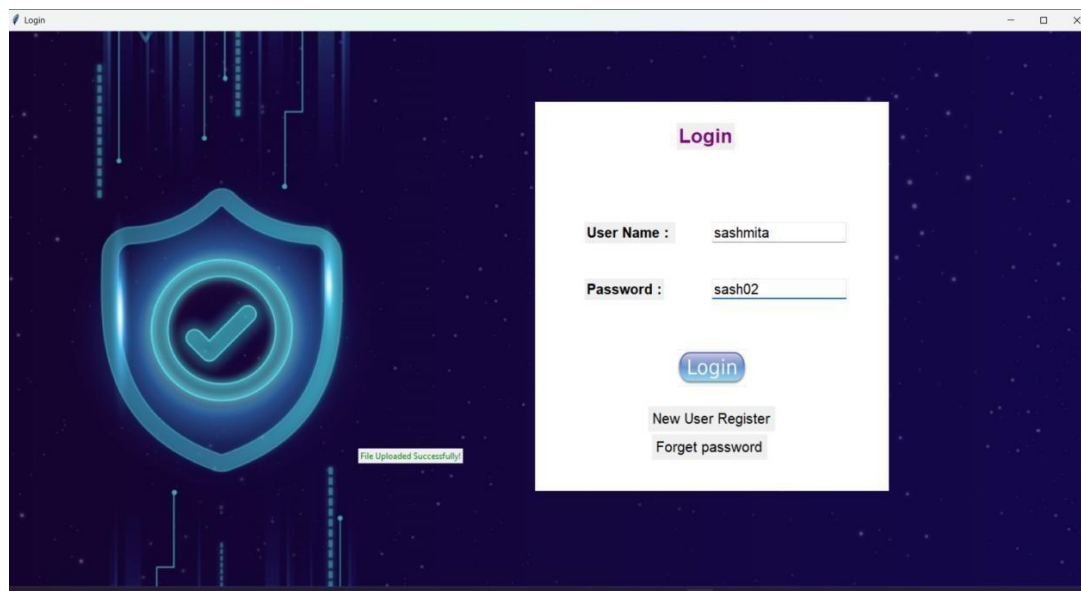 Login
Login
User Name :
sashmita
Password :
sash02
Login
New User Register
Forget password
File Uploaded Successfully!